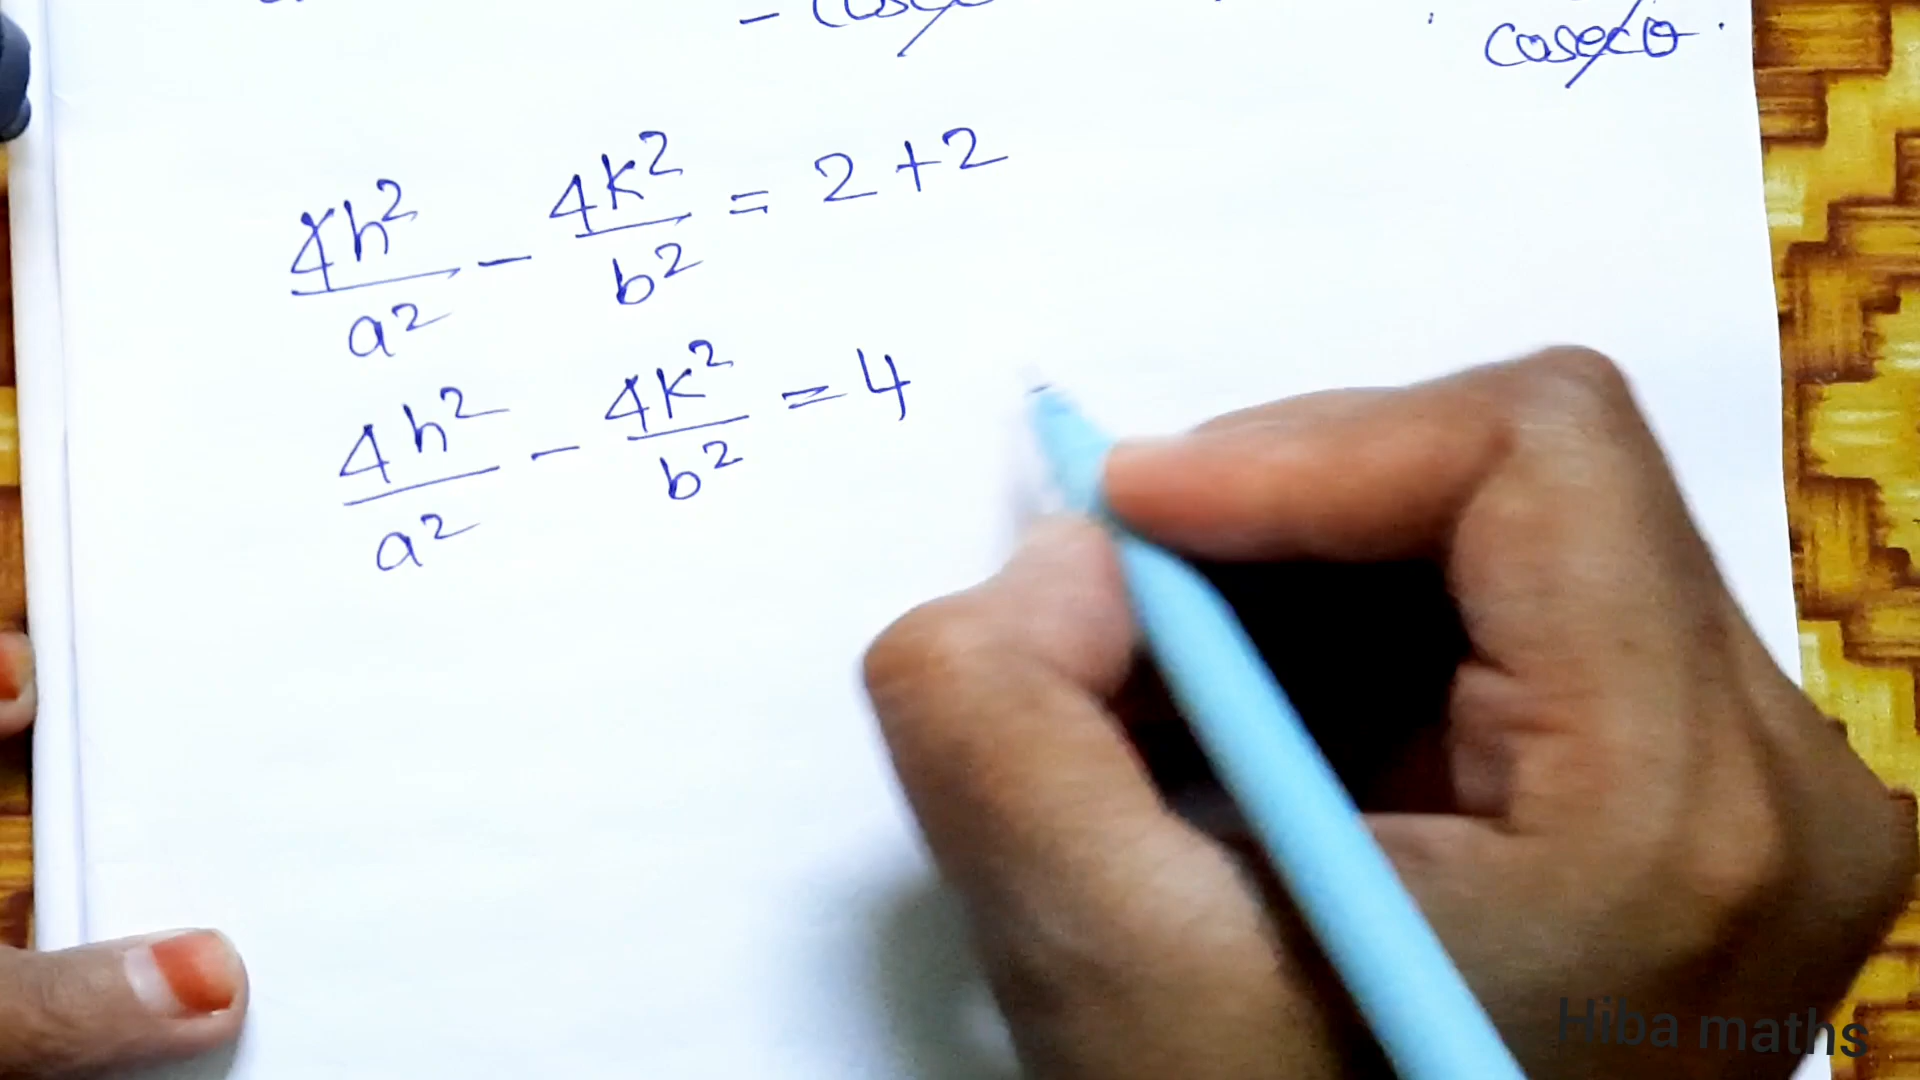 cosecθ
4h²/a² - 4k²/b² = 2 + 2
4h²/a² - 4k²/b² = 4
Hiba maths